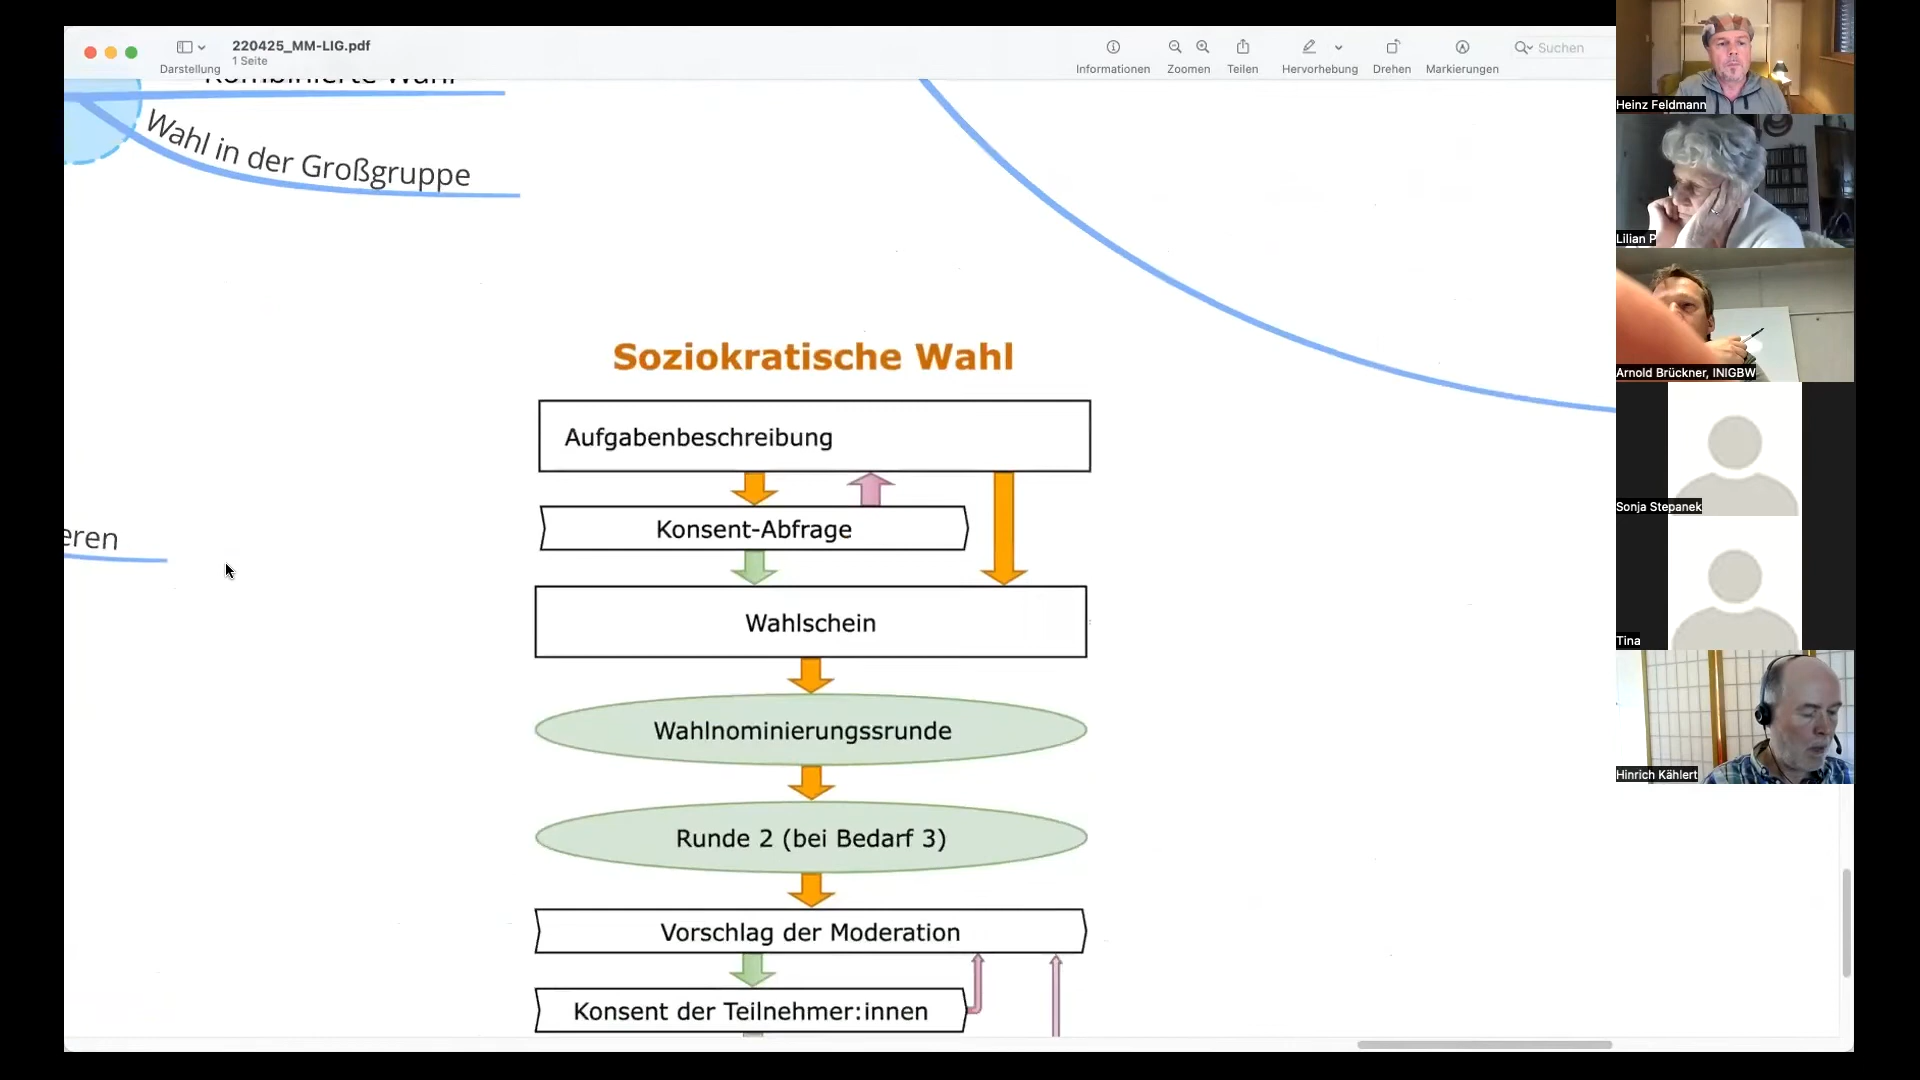 220425_MM-LIG.pdf
1 Seite
Darstellung
Informationen
Zoomen
Teilen
Hervorhebung
Drehen
Markierungen
Suchen
Kombinierte Wahl
Wahl in der Großgruppe
eren
Soziokratische Wahl
Aufgabenbeschreibung
Konsent-Abfrage
Wahlschein
Wahlnominierungssrunde
Runde 2 (bei Bedarf 3)
Vorschlag der Moderation
Konsent der Teilnehmer:innen
Heinz Feldmann
Lilian P
Arnold Brückner, INIGBW
Sonja Stepanek
Tina
Hinrich Kählert